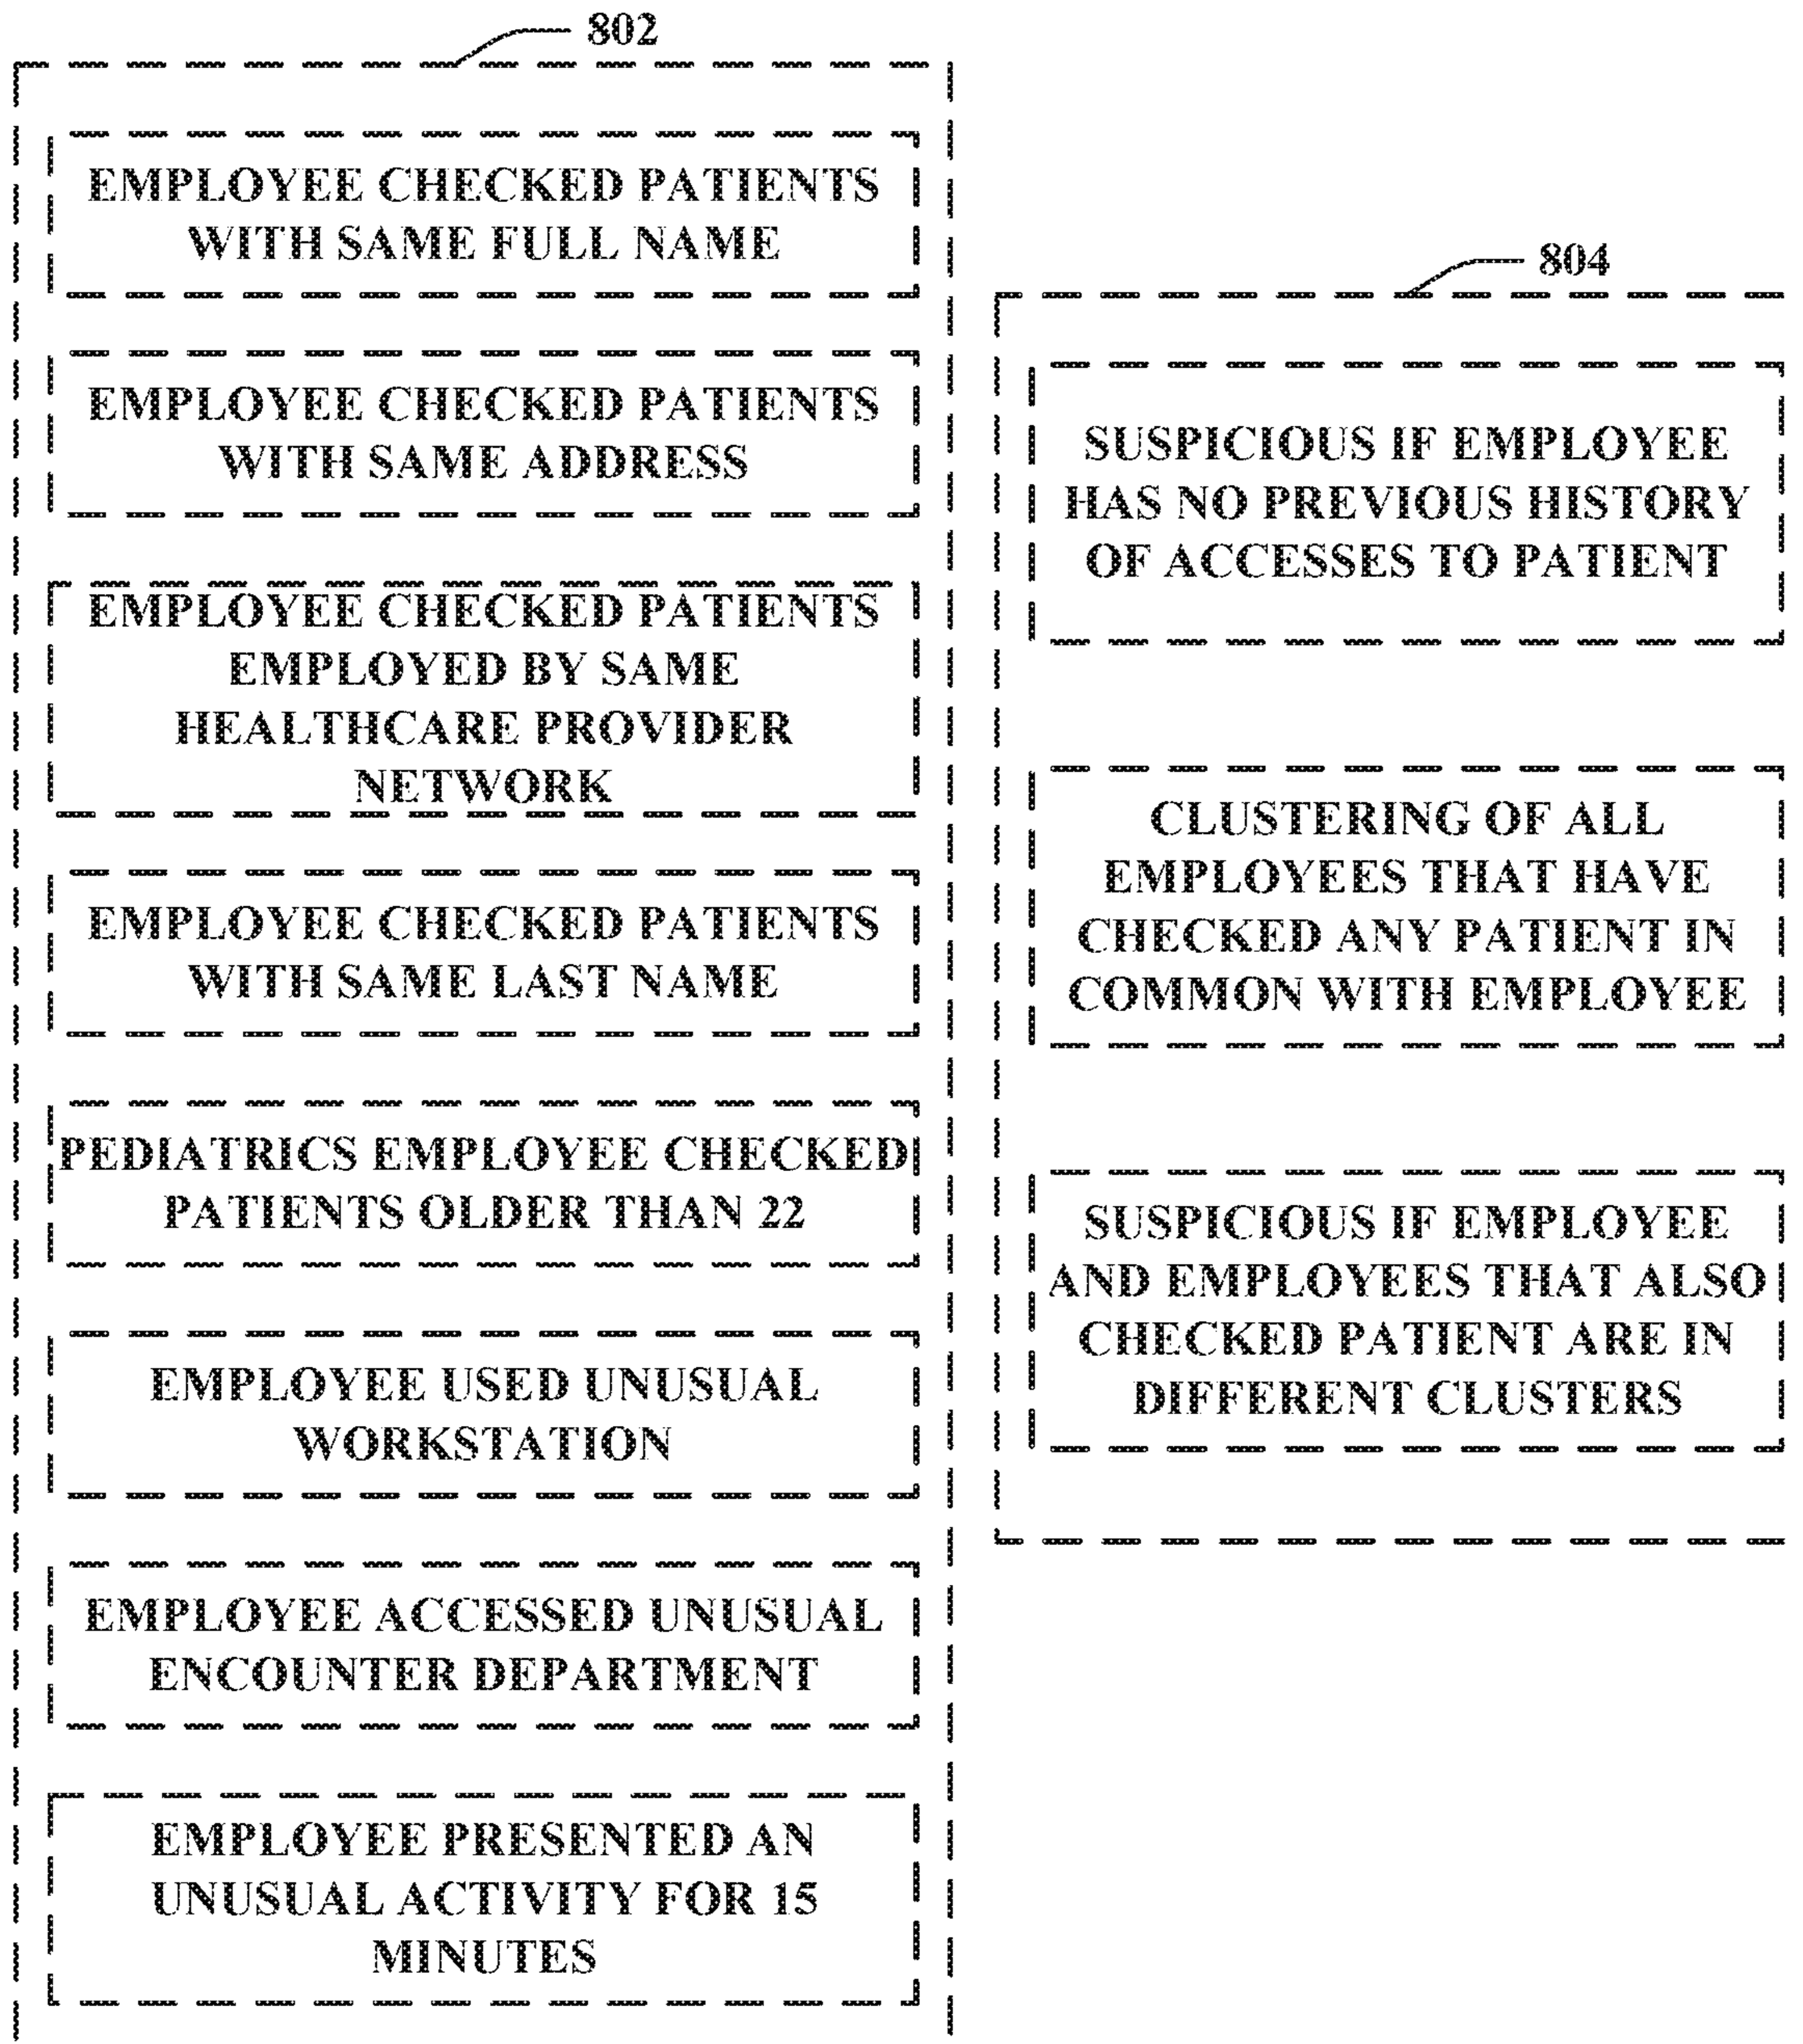 802
EMPLOYEE CHECKED PATIENTS
WITH SAME FULL NAME
EMPLOYEE CHECKED PATIENTS
WITH SAME ADDRESS
EMPLOYEE CHECKED PATIENTS
EMPLOYED BY SAME
HEALTHCARE PROVIDER
NETWORK
EMPLOYEE CHECKED PATIENTS
WITH SAME LAST NAME
PEDIATRICS EMPLOYEE CHECKED
PATIENTS OLDER THAN 22
EMPLOYEE USED UNUSUAL
WORKSTATION
EMPLOYEE ACCESSED UNUSUAL
ENCOUNTER DEPARTMENT
EMPLOYEE PRESENTED AN
UNUSUAL ACTIVITY FOR 15
MINUTES
804
SUSPICIOUS IF EMPLOYEE
HAS NO PREVIOUS HISTORY
OF ACCESSES TO PATIENT
CLUSTERING OF ALL
EMPLOYEES THAT HAVE
CHECKED ANY PATIENT IN
COMMON WITH EMPLOYEE
SUSPICIOUS IF EMPLOYEE
AND EMPLOYEES THAT ALSO
CHECKED PATIENT ARE IN
DIFFERENT CLUSTERS